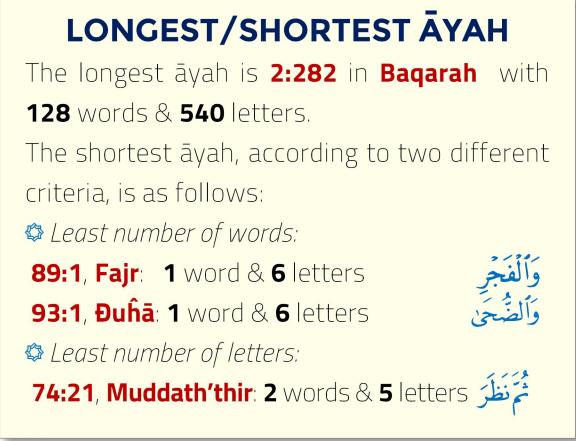 LONGEST/SHORTEST ĀYAH
The longest āyah is 2:282 in Baqarah with
128 words & 540 letters.
The shortest āyah, according to two different
criteria, is as follows:
Least number of words:
89:1, Fajr: 1 word & 6 letters وَٱلْفَجْرِ
93:1, Đuĥā: 1 word & 6 letters وَٱلضُّحَىٰ
Least number of letters:
74:21, Muddath’thir: 2 words & 5 letters ثُمَّ نَظَرَ